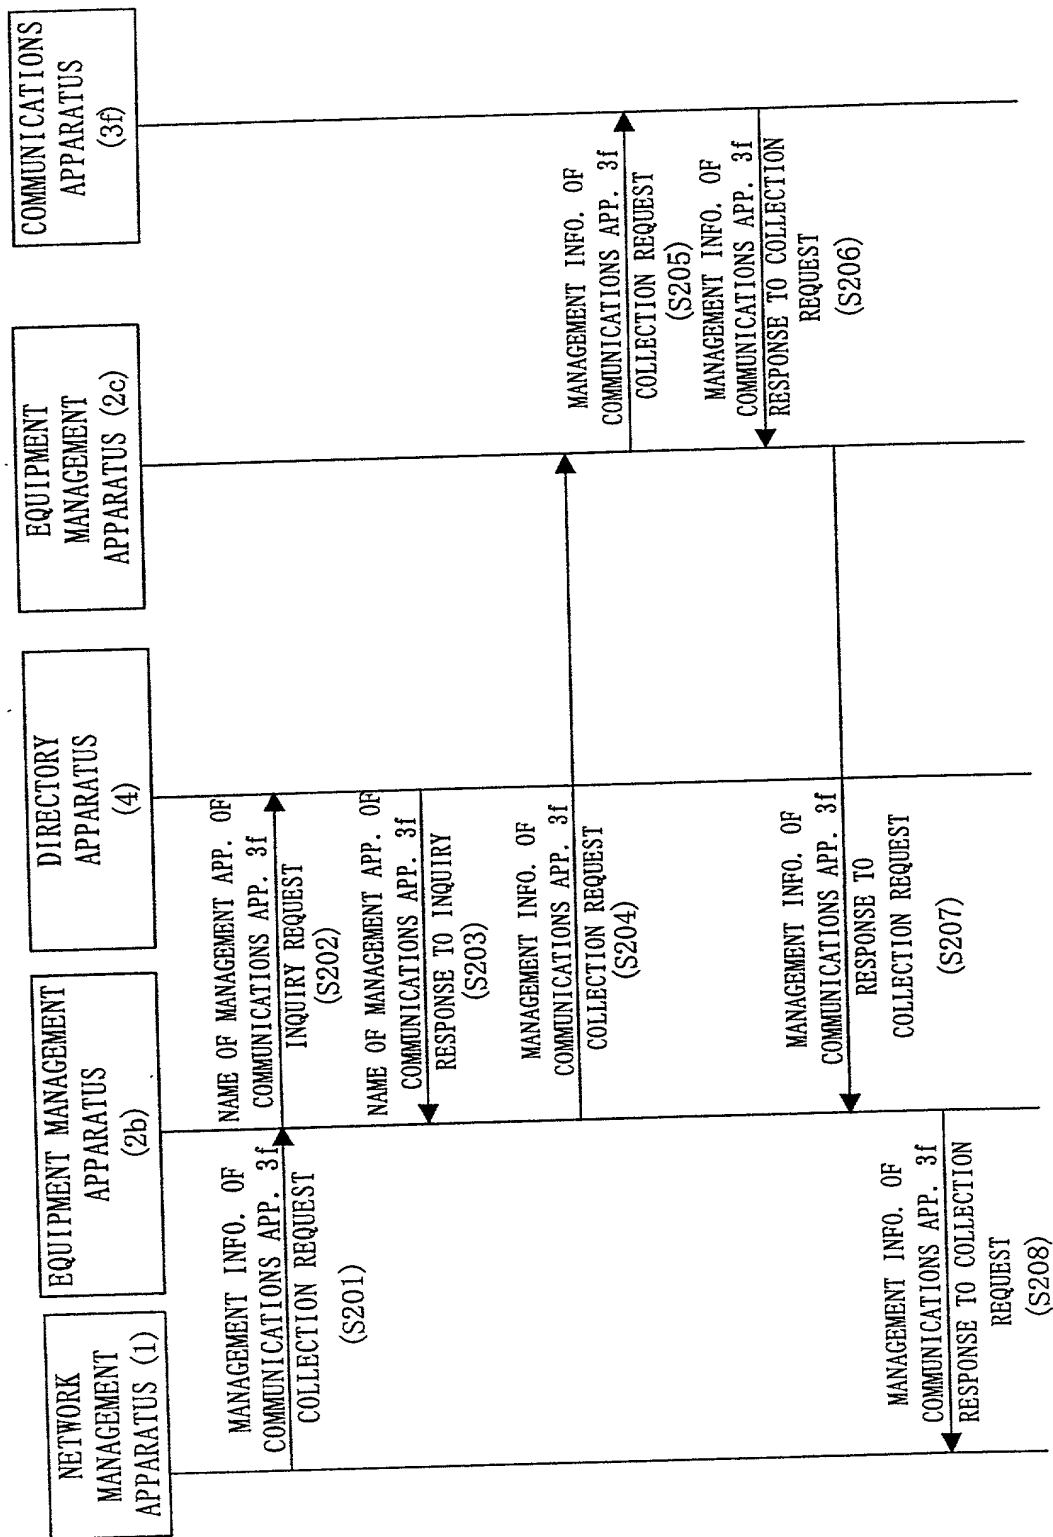 NETWORK
MANAGEMENT
APPARATUS (1)
EQUIPMENT MANAGEMENT
APPARATUS
(2b)
DIRECTORY
APPARATUS
(4)
EQUIPMENT
MANAGEMENT
APPARATUS (2c)
COMMUNICATIONS
APPARATUS
(3f)
MANAGEMENT INFO. OF
COMMUNICATIONS APP. 3f
COLLECTION REQUEST
(S201)
NAME OF MANAGEMENT APP. OF
COMMUNICATIONS APP. 3f
INQUIRY REQUEST
(S202)
NAME OF MANAGEMENT APP. OF
COMMUNICATIONS APP. 3f
RESPONSE TO INQUIRY
(S203)
MANAGEMENT INFO. OF
COMMUNICATIONS APP. 3f
COLLECTION REQUEST
(S204)
MANAGEMENT INFO. OF
COMMUNICATIONS APP. 3f
COLLECTION REQUEST
(S205)
MANAGEMENT INFO. OF
COMMUNICATIONS APP. 3f
RESPONSE TO COLLECTION
REQUEST
(S206)
MANAGEMENT INFO. OF
COMMUNICATIONS APP. 3f
RESPONSE TO
COLLECTION REQUEST
(S207)
MANAGEMENT INFO. OF
COMMUNICATIONS APP. 3f
RESPONSE TO COLLECTION
REQUEST
(S208)